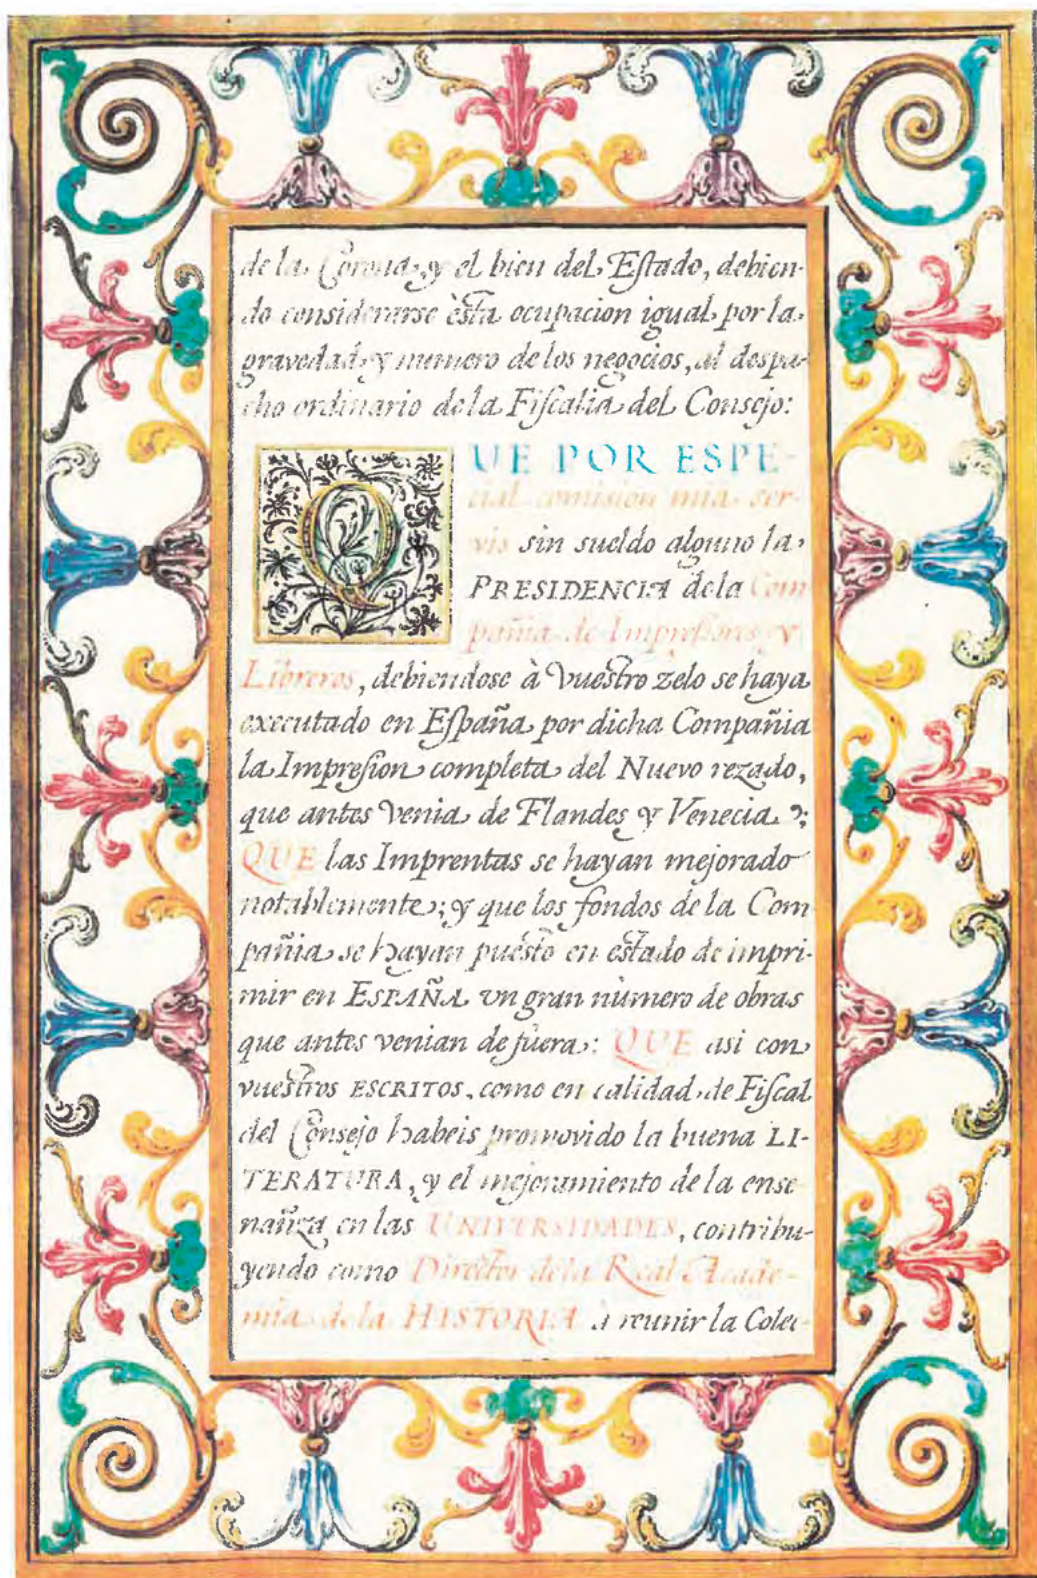 de la Corona, y el bien del Eſtado, debien-
do considerarse èsta ocupacion igual por la
gravedad, y numero de los negocios, al despa-
cho ordinario de la Fiſcalia del Consejo:
QUE POR ESPE-
cial comision mia ser-
vis sin sueldo alguno la
PRESIDENCIA de la Com
pañia de Impreſsores y
Libreros, debiendose à vuestro zelo se haya
executado en Eſpaña por dicha Compañia
la Impreſion completa del Nuevo rezado,
que antes venia de Flandes y Venecia;
QUE las Imprentas se hayan mejorado
notablemente; y que los fondos de la Com
pañia se hayan puesto en estado de impri-
mir en ESPAÑA un gran nùmero de obras
que antes venian de fuera: QUE asi con
vuestros ESCRITOS, como en calidad de Fiſcal
del Consejo habeis promovido la buena LI-
TERATURA, y el mejoramiento de la ense
nañza en las UNIVERSIDADES, contribu-
yendo como Director de la Real Acade-
mia de la HISTORIA à reunir la Colec-